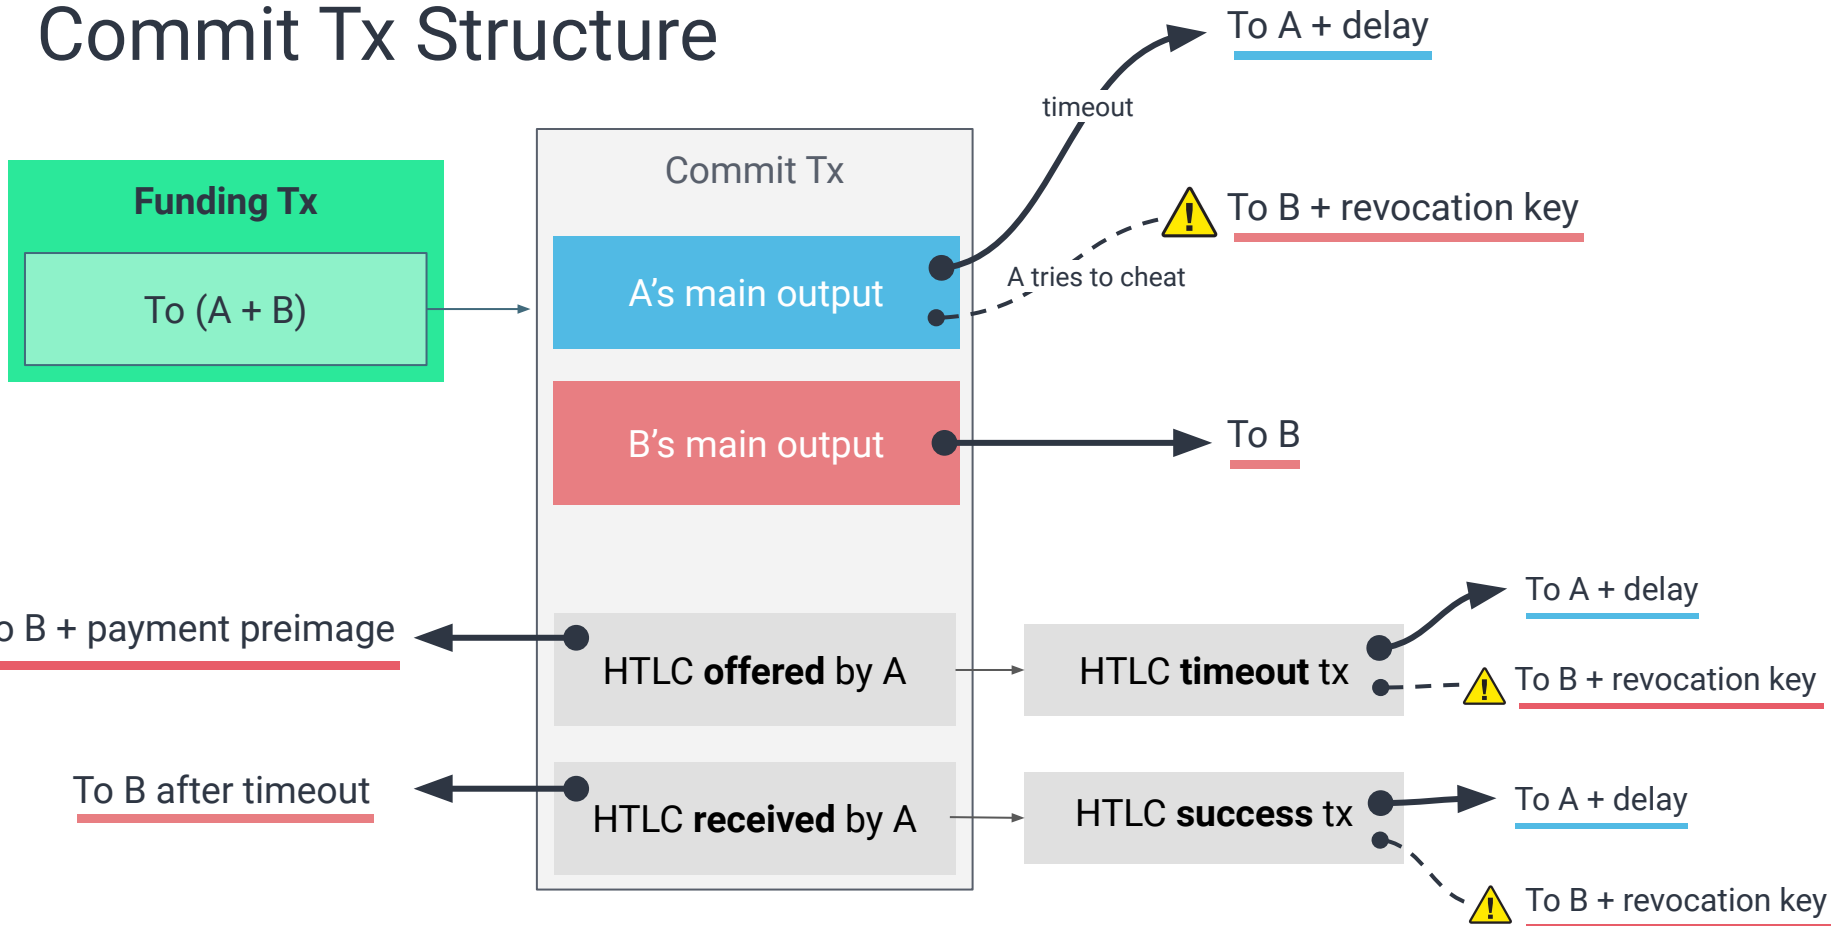 Commit Tx Structure
To A + delay
timeout
Commit Tx
Funding Tx
To B + revocation key
A tries to cheat
A's main output
To (A + B)
B's main output
To B
To A + delay
o B + payment preimage
HTLC offered by A
HTLC timeout tx
To B + revocation key
To B after timeout
HTLC received by A
HTLC success tx
To A + delay
To B + revocation key